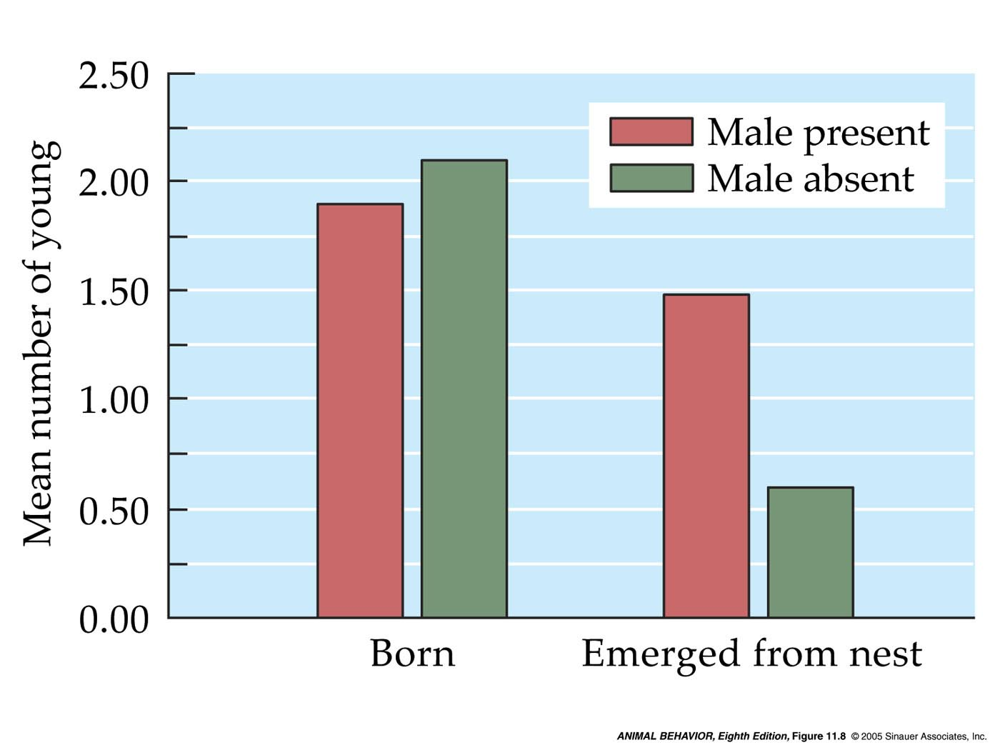 Mean number of young
2.50
2.00
1.50
1.00
0.50
0.00
Male present
Male absent
Born
Emerged from nest
ANIMAL BEHAVIOR, Eighth Edition, Figure 11.8 © 2005 Sinauer Associates, Inc.